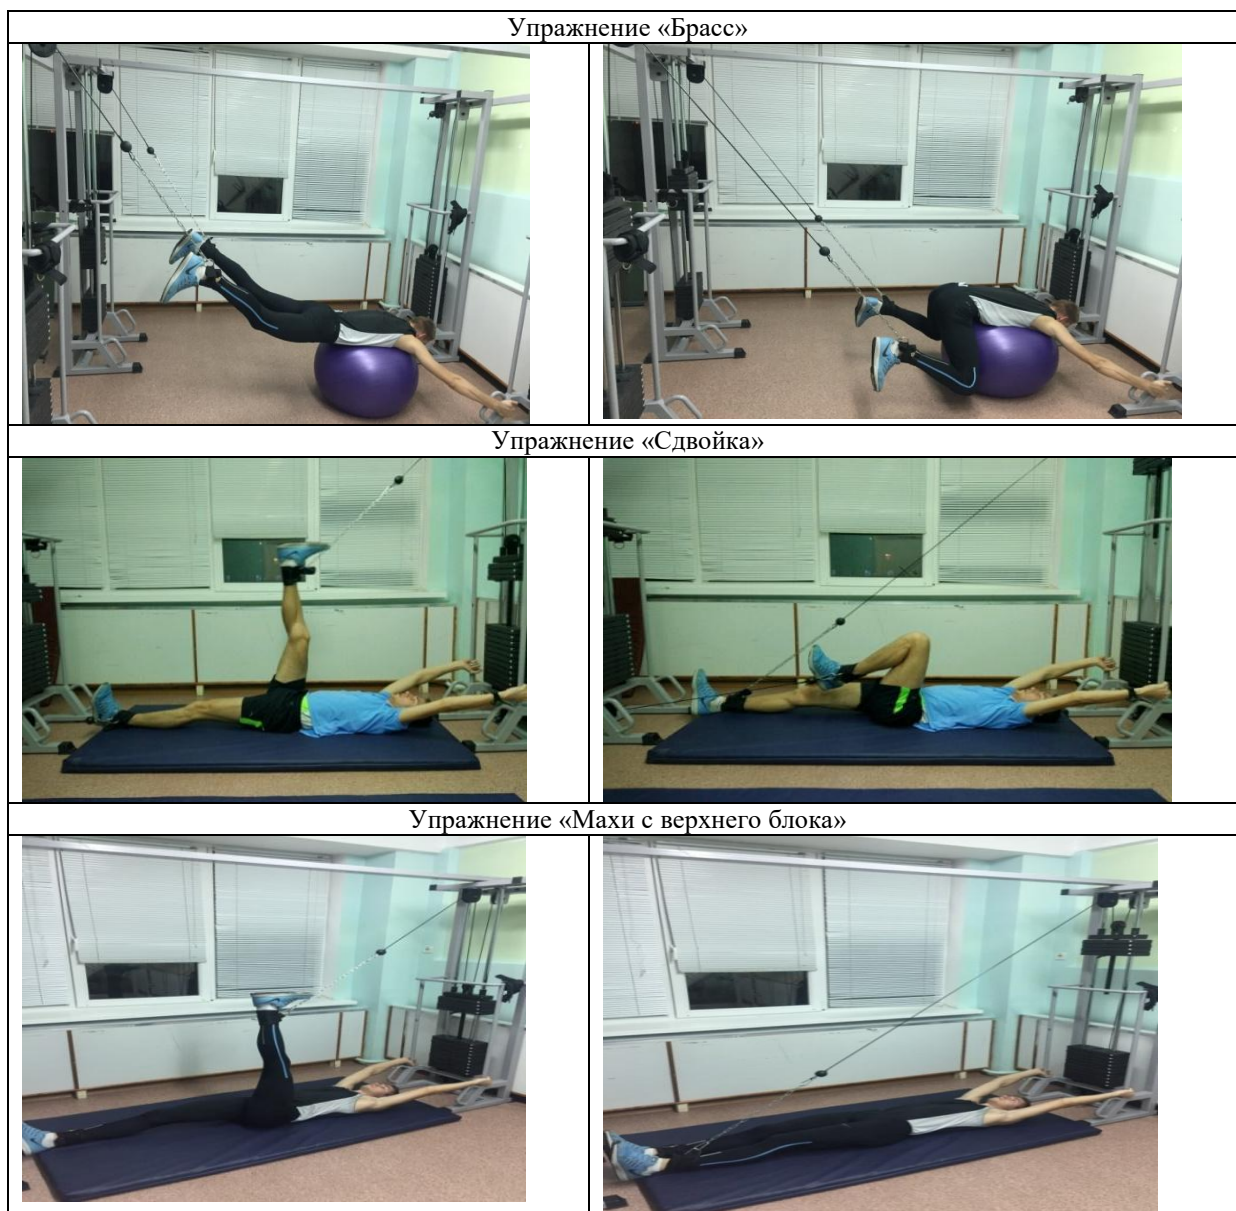 Упражнение «Брасс»
Упражнение «Сдвойка»
Упражнение «Махи с верхнего блока»